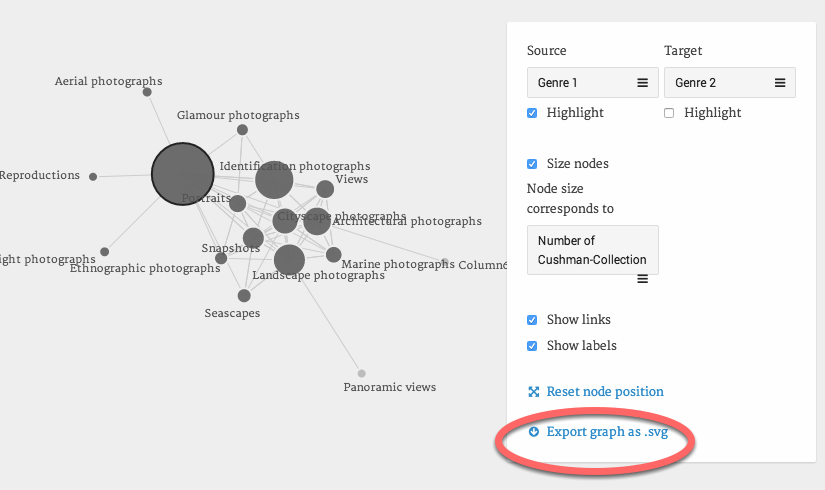 Aerial photographs
Glamour photographs
Reproductions
Identification photographs
Views
Portraits
Cityscape photographs
Architectural photographs
Snapshots
ight photographs
Ethnographic photographs
Marine photographs
Column
Landscape photographs
Seascapes
Panoramic views
Source
Target
Genre 1
Genre 2
Highlight
Highlight
Size nodes
Node size
corresponds to
Number of
Cushman-Collection
Show links
Show labels
Reset node position
Export graph as .svg